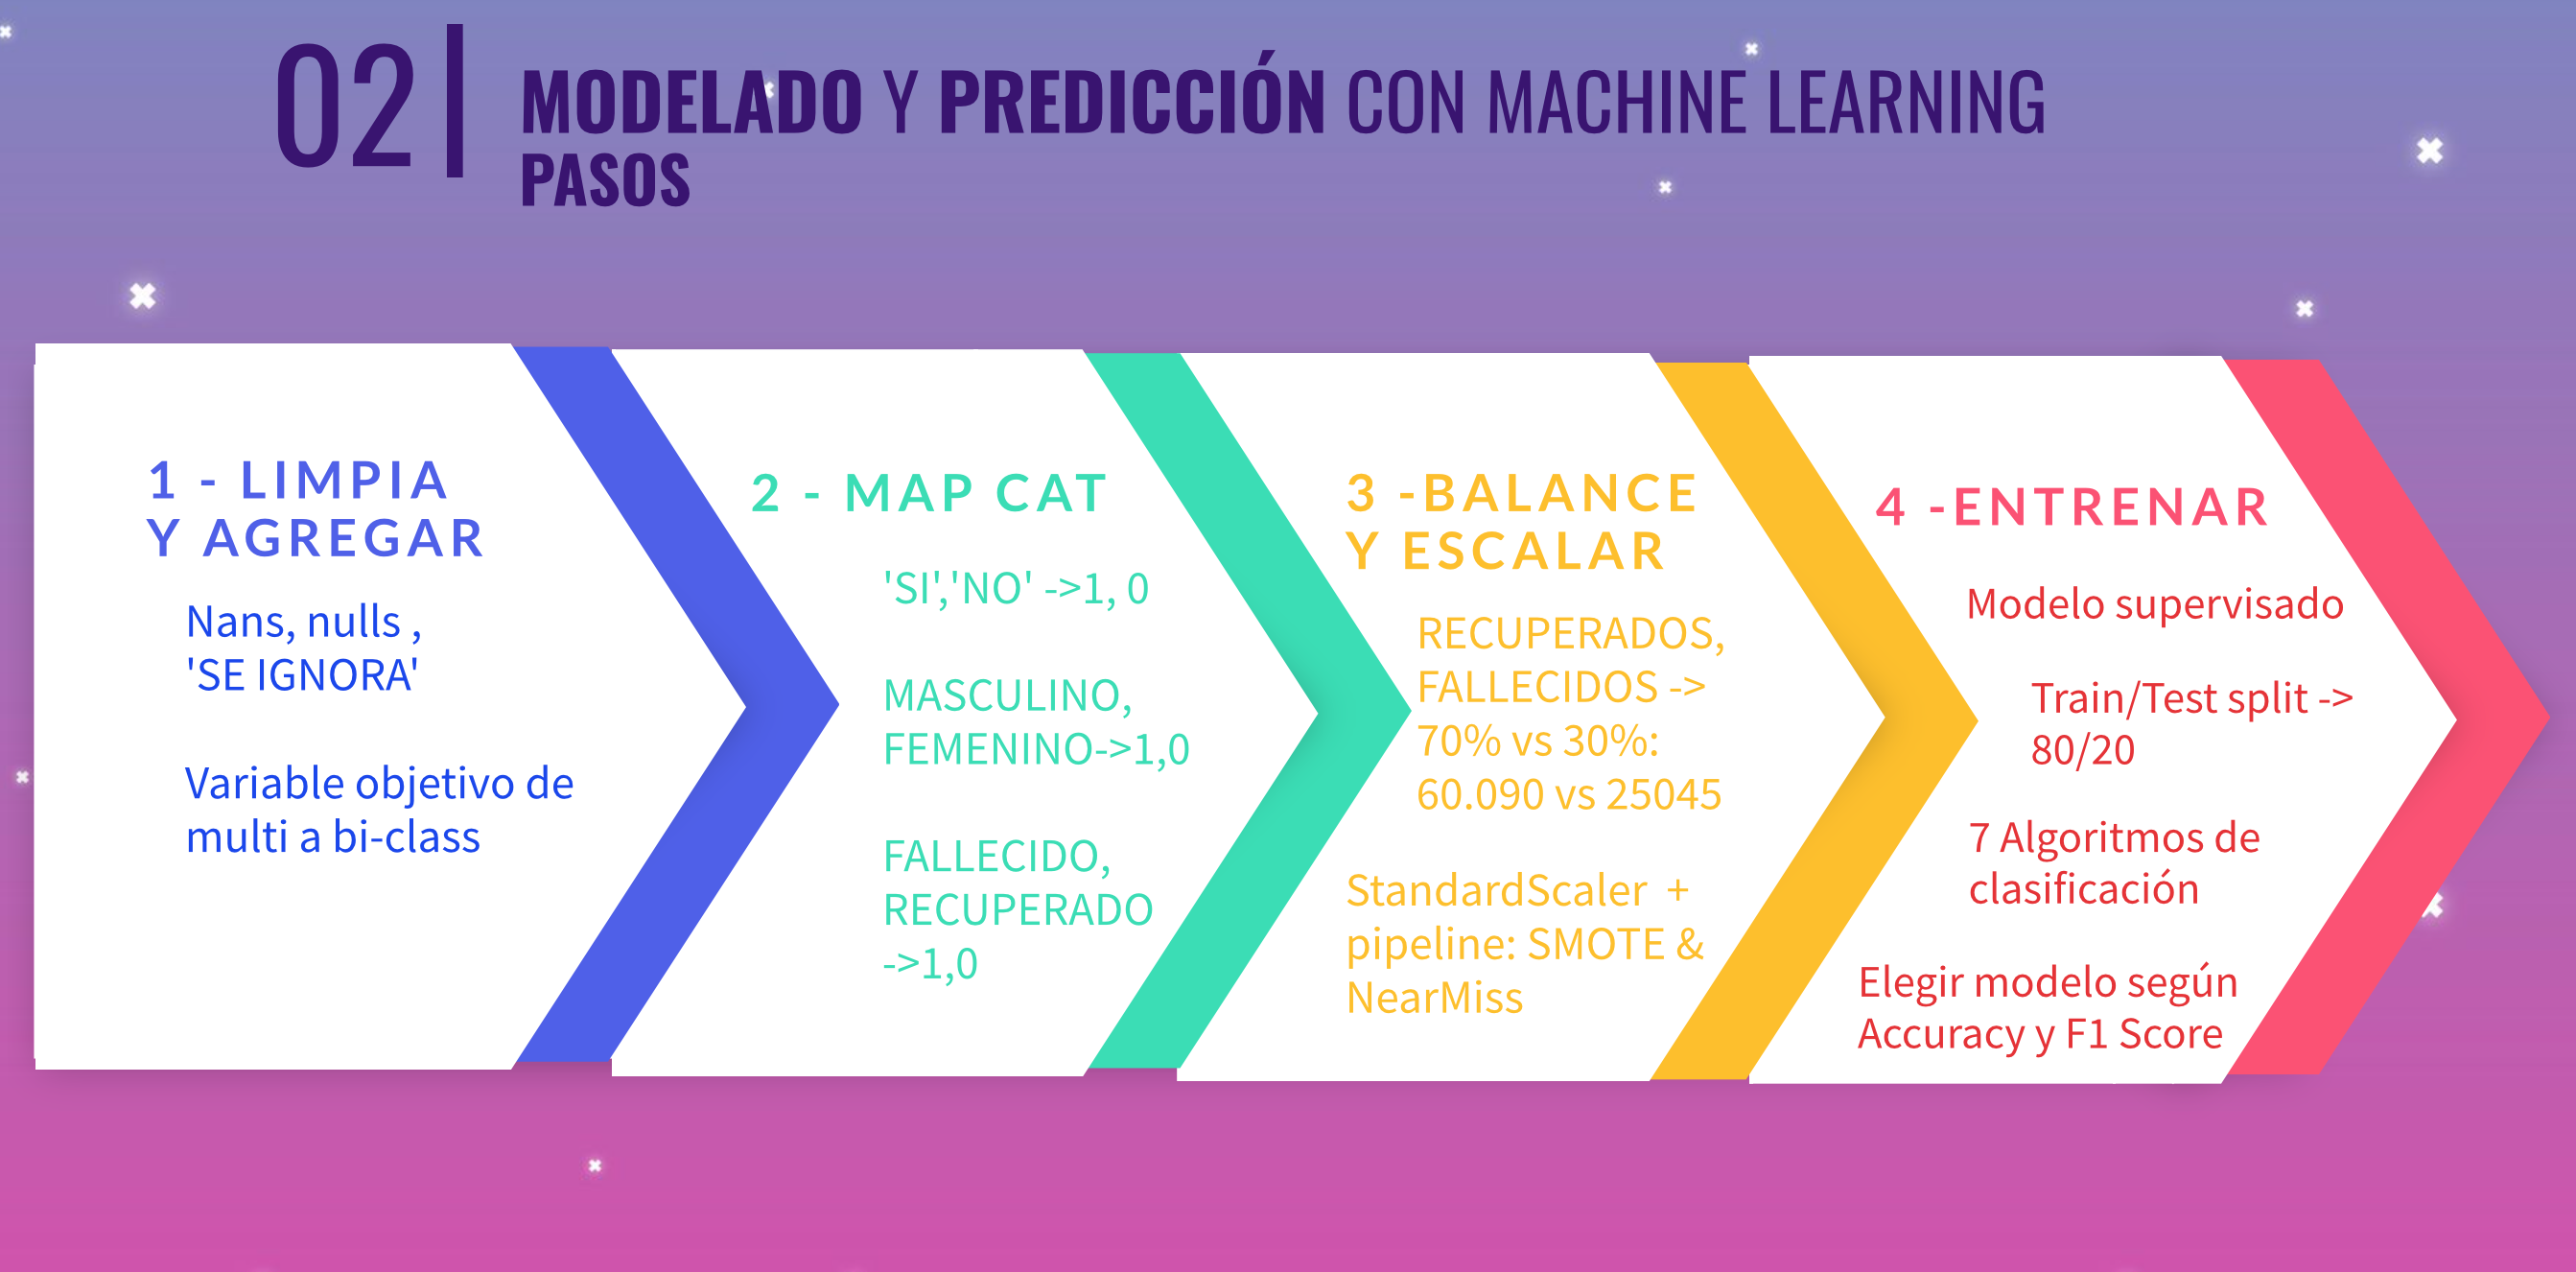 02
MODELADO Y PREDICCIÓN CON MACHINE LEARNING
PASOS
1 - LIMPIA
Y AGREGAR
Nans, nulls ,
'SE IGNORA'
Variable objetivo de
multi a bi-class
2 - MAP CAT
'SI','NO' ->1, 0
MASCULINO,
FEMENINO->1,0
FALLECIDO,
RECUPERADO
->1,0
3 -BALANCE
Y ESCALAR
RECUPERADOS,
FALLECIDOS ->
70% vs 30%:
60.090 vs 25045
StandardScaler +
pipeline: SMOTE &
NearMiss
4 -ENTRENAR
Modelo supervisado
Train/Test split ->
80/20
7 Algoritmos de
clasificación
Elegir modelo según
Accuracy y F1 Score